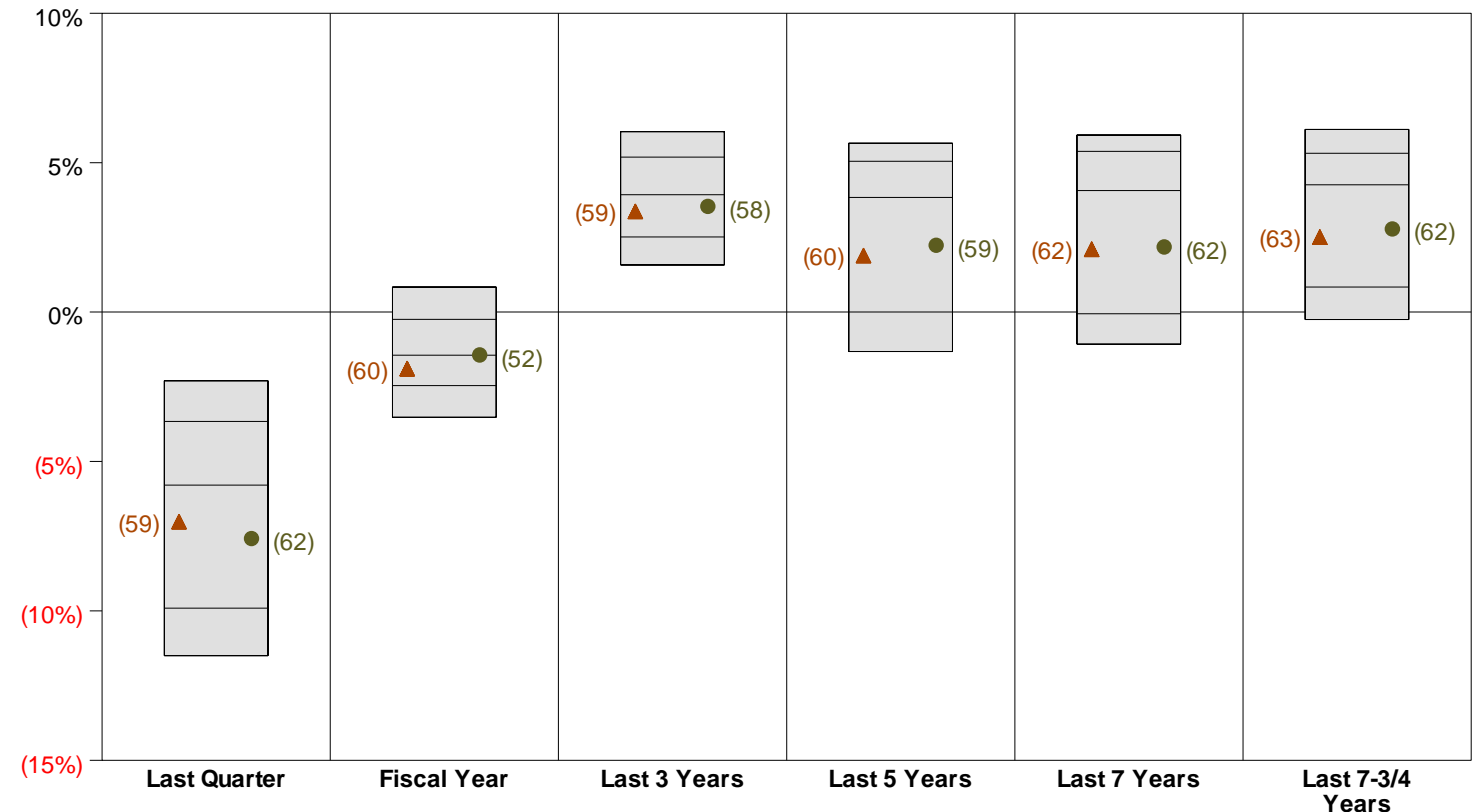 10%
5%
0%
(5%)
(10%)
(15%)
(59)
(62)
(60)
(52)
(59)
(58)
(60)
(59)
(62)
(62)
(63)
(62)
Last Quarter
Fiscal Year
Last 3 Years
Last 5 Years
Last 7 Years
Last 7-3/4
Years